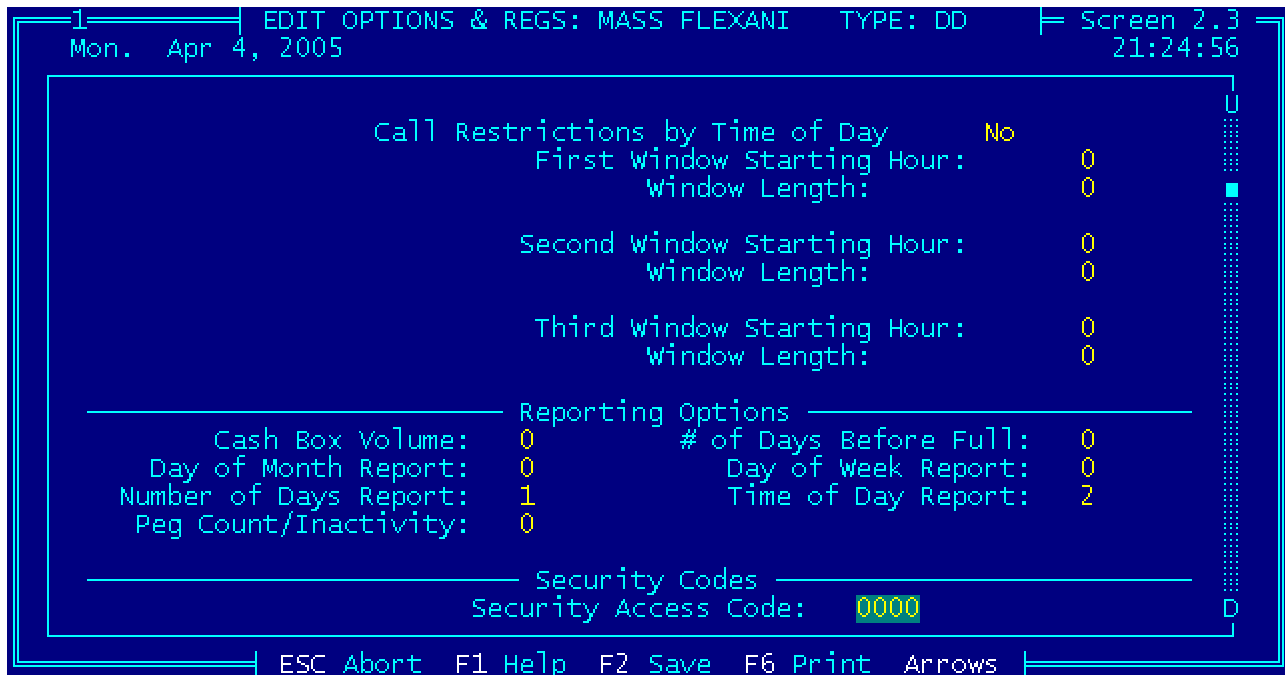 1 EDIT OPTIONS & REGS: MASS FLEXANI TYPE: DD Screen 2.3
Mon. Apr 4, 2005 21:24:56
U
Call Restrictions by Time of Day No
First Window Starting Hour: 0
Window Length: 0
Second Window Starting Hour: 0
Window Length: 0
Third Window Starting Hour: 0
Window Length: 0
Reporting Options
Cash Box Volume: 0 # of Days Before Full: 0
Day of Month Report: 0 Day of Week Report: 0
Number of Days Report: 1 Time of Day Report: 2
Peg Count/Inactivity: 0
Security Codes
Security Access Code: 0000 D
ESC Abort F1 Help F2 Save F6 Print Arrows